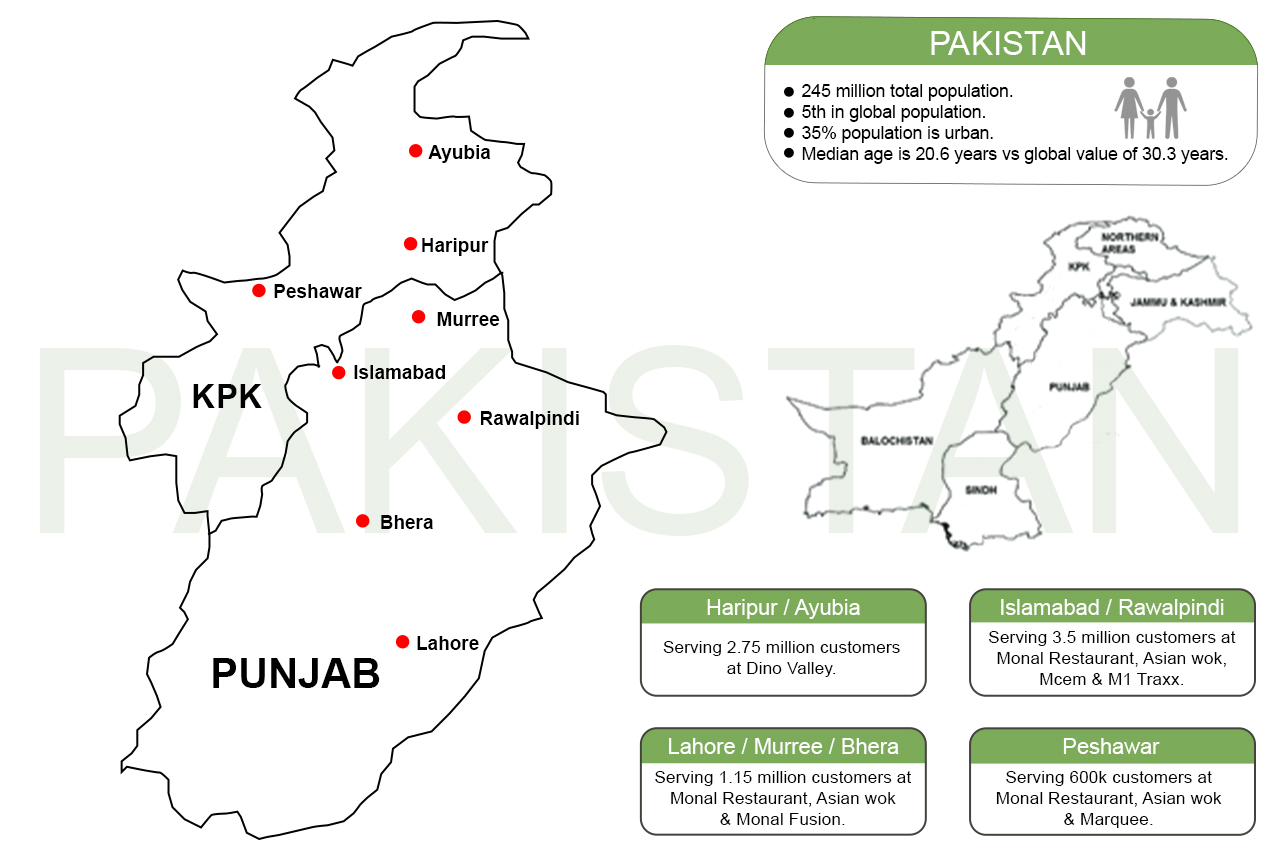 PAKISTAN
PAKISTAN
245 million total population.
5th in global population.
35% population is urban.
Median age is 20.6 years vs global value of 30.3 years.
Ayubia
Haripur
Peshawar
Murree
Islamabad
KPK
Rawalpindi
Bhera
Lahore
PUNJAB
NORTHERN
AREAS
KPK
JAMMU & KASHMIR
PUNJAB
BALOCHISTAN
SINDH
Haripur / Ayubia
Serving 2.75 million customers
at Dino Valley.
Islamabad / Rawalpindi
Serving 3.5 million customers at
Monal Restaurant, Asian wok,
Mcem & M1 Traxx.
Lahore / Murree / Bhera
Serving 1.15 million customers at
Monal Restaurant, Asian wok
& Monal Fusion.
Peshawar
Serving 600k customers at
Monal Restaurant, Asian wok
& Marquee.